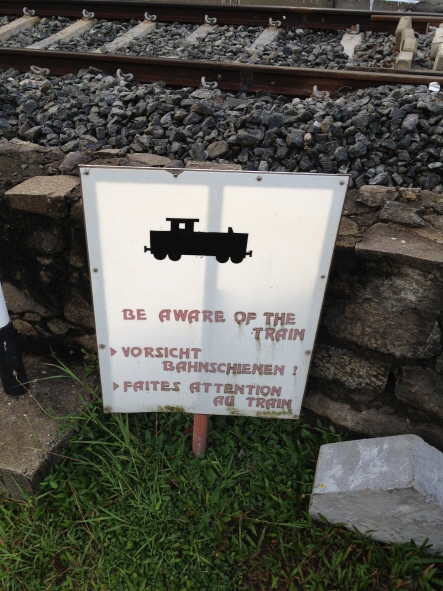 BE AWARE OF THE
TRAIN
VORSICHT
BAHNSCHIENEN !
FAITES ATTENTION
AU TRAIN